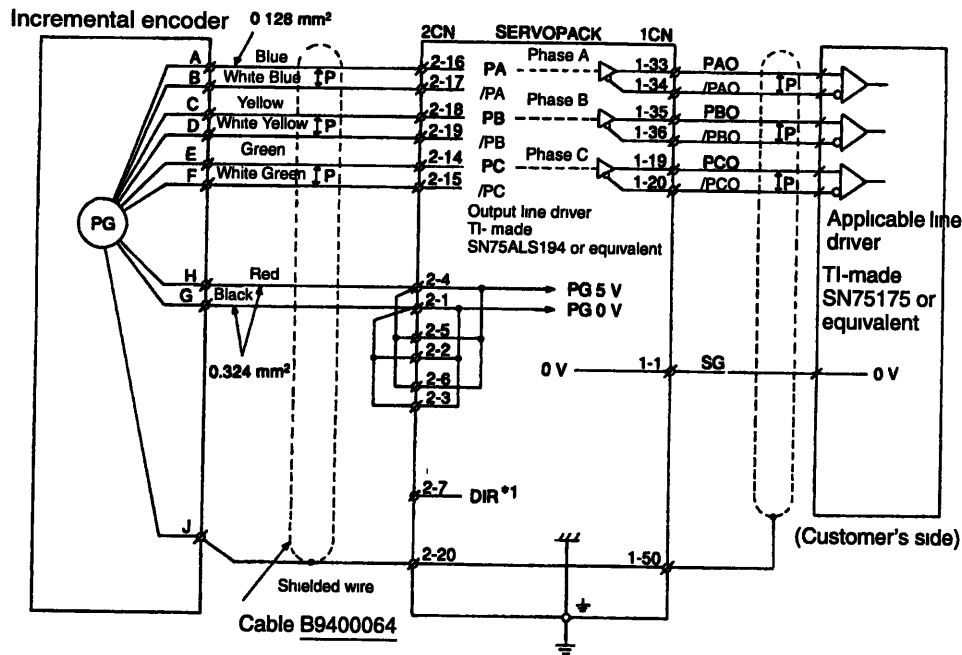 Incremental encoder
0 128 mm²
2CN SERVOPACK 1CN
A Blue 2-16 PA Phase A 1-33 PAO
B White Blue P 2-17 /PA 1-34 /PAO P
C Yellow 2-18 PB Phase B 1-35 PBO
D White Yellow P 2-19 /PB 1-36 /PBO P
E Green 2-14 PC Phase C 1-19 PCO
F White Green P 2-15 /PC 1-20 /PCO P
PG
Output line driver
TI- made
SN75ALS194 or equivalent
Applicable line
driver
TI-made
SN75175 or
equivalent
H Red 2-4 PG 5 V
G Black 2-1 PG 0 V
2-5
2-2
0.324 mm²
2-6
2-3
0 V 1-1 SG 0 V
2-7 DIR *1
J
(Customer's side)
2-20 1-50
Shielded wire
Cable B9400064